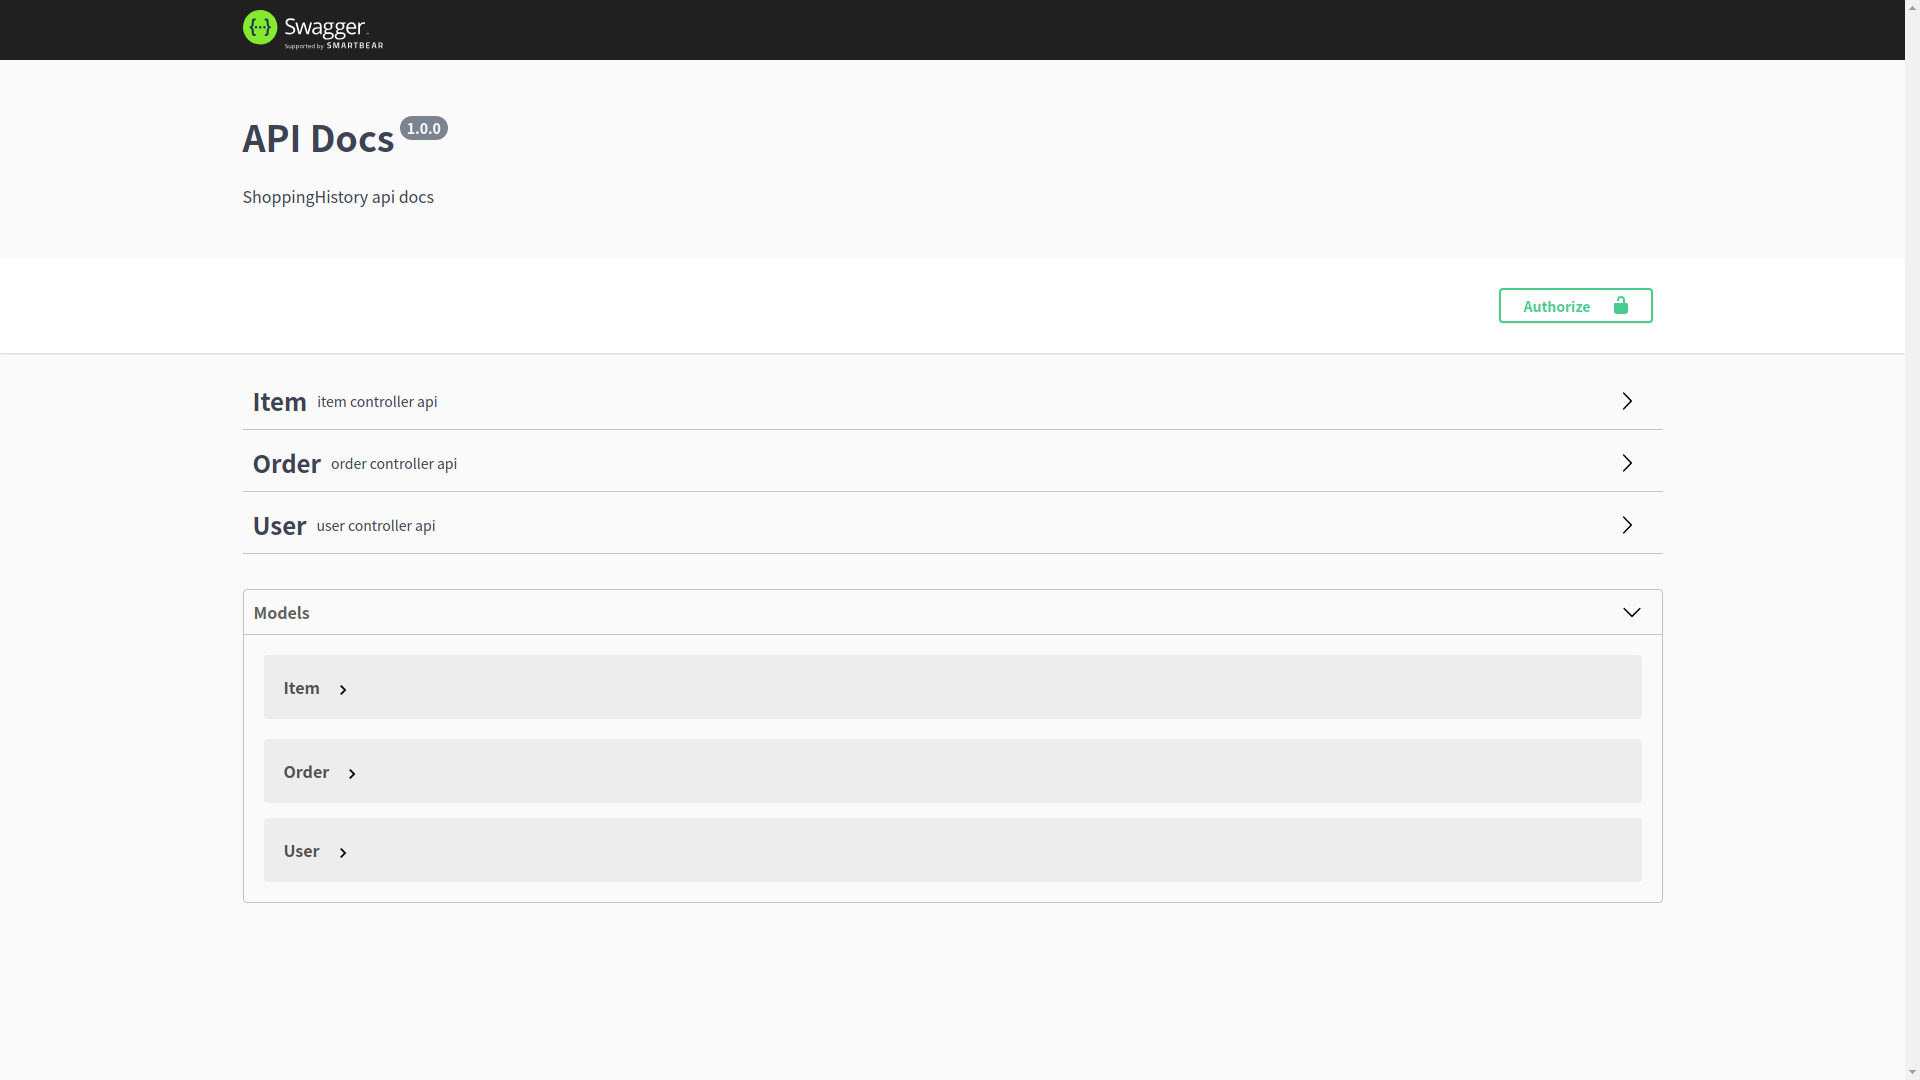 Swagger
Supported by SMARTBEAR
API Docs 1.0.0
ShoppingHistory api docs
Authorize
Item item controller api
Order order controller api
User user controller api
Models
Item
Order
User